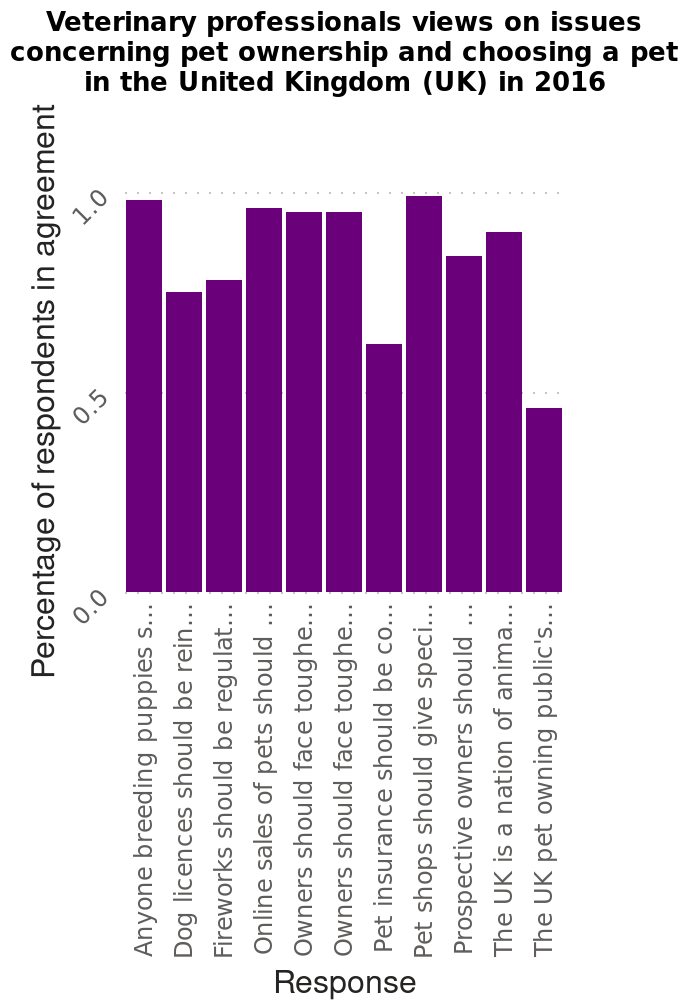 Veterinary professionals views on issues
concerning pet ownership and choosing a pet
in the United Kingdom (UK) in 2016
Percentage of respondents in agreement
1.0
0.5
0.0
Anyone breeding puppies s...
Dog licences should be rein...
Fireworks should be regulat...
Online sales of pets should ...
Owners should face toughe...
Owners should face toughe...
Pet insurance should be co...
Pet shops should give speci...
Prospective owners should ...
The UK is a nation of anima...
The UK pet owning public's...
Response